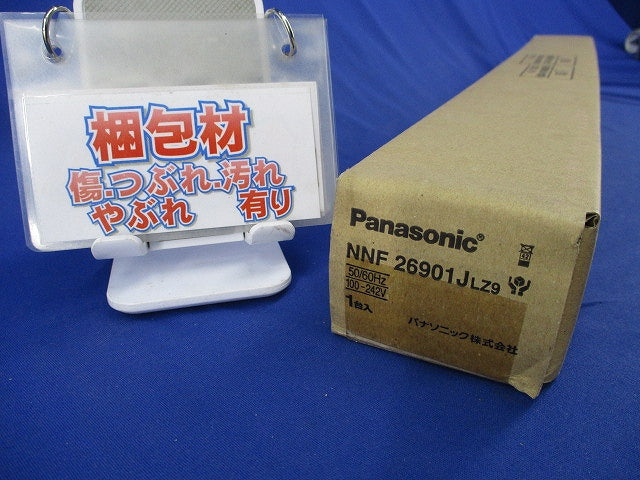 梱包材
傷.つぶれ.汚れ
やぶれ 有り
Panasonic®
NNF 26901J LZ9
50/60Hz
100-242V
1台入
パナソニック株式会社